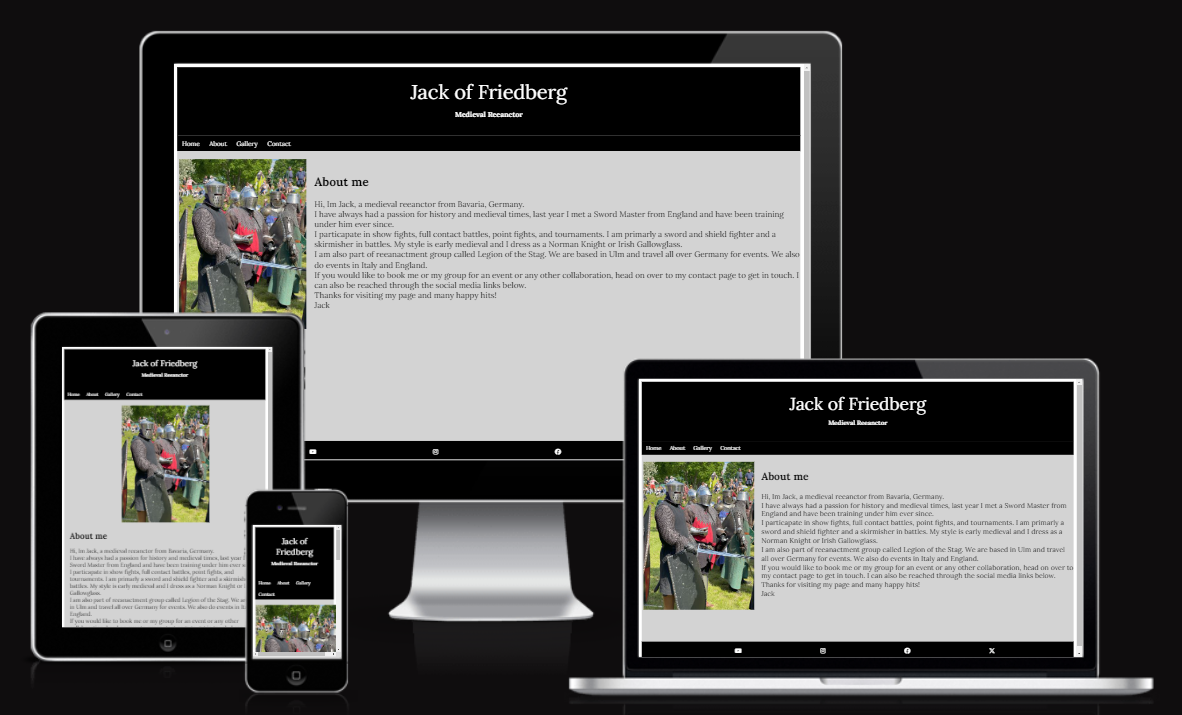 Jack of Friedberg
Medieval Reeanctor
Home About Gallery Contact
About me
Hi, Im Jack, a medieval reeanctor from Bavaria, Germany.
I have always had a passion for history and medieval times, last year I met a Sword Master from England and have been training
under him ever since.
I particapate in show fights, full contact battles, point fights, and tournaments. I am primarly a sword and shield fighter and a
skirmisher in battles. My style is early medieval and I dress as a Norman Knight or Irish Gallowglass.
I am also part of reeanactment group called Legion of the Stag. We are based in Ulm and travel all over Germany for events. We also
do events in Italy and England.
If you would like to book me or my group for an event or any other collaboration, head on over to my contact page to get in touch. I
can also be reached through the social media links below.
Thanks for visiting my page and many happy hits!
Jack
Jack of Friedberg
Medieval Reeanctor
Home About Gallery Contact
About me
Hi, Im Jack, a medieval reeanctor from Bavaria, Germany.
I have always had a passion for history and medieval times, last year
Sword Master from England and have been training under him ever
I particapate in show fights, full contact battles, point fights, and
tournaments. I am primarly a sword and shield fighter and a
battles. My style is early medieval and I dress as a Norman Knight or
Gallowglass.
I am also part of reeanactment group called Legion of the Stag. We
in Ulm and travel all over Germany for events. We also do events in
England.
If you would like to book me or my group for an event or any other
Jack of
Friedberg
Medieval Reeanctor
Home About Gallery
Contact
Jack of Friedberg
Medieval Reeanctor
Home About Gallery Contact
About me
Hi, Im Jack, a medieval reeanctor from Bavaria, Germany.
I have always had a passion for history and medieval times, last year I met a Sword Master from
England and have been training under him ever since.
I particapate in show fights, full contact battles, point fights, and tournaments. I am primarly a
sword and shield fighter and a skirmisher in battles. My style is early medieval and I dress as a
Norman Knight or Irish Gallowglass.
I am also part of reeanactment group called Legion of the Stag. We are based in Ulm and travel
all over Germany for events. We also do events in Italy and England.
If you would like to book me or my group for an event or any other collaboration, head on over to
my contact page to get in touch. I can also be reached through the social media links below.
Thanks for visiting my page and many happy hits!
Jack